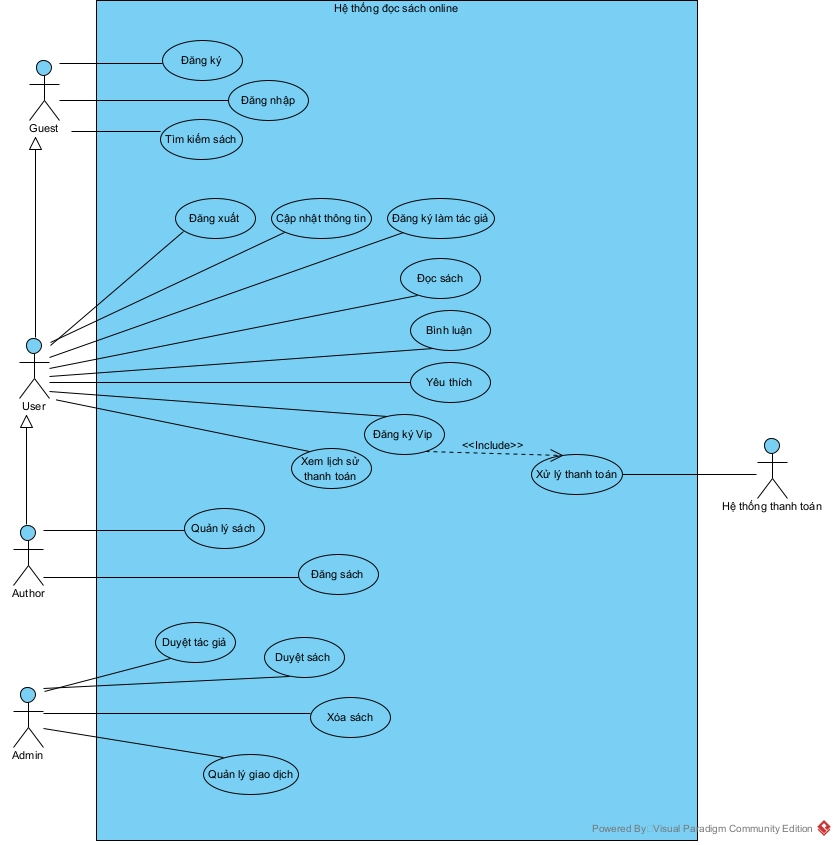 Hệ thống đọc sách online
Đăng ký
Đăng nhập
Guest
Tìm kiếm sách
Đăng xuất
Cập nhật thông tin
Đăng ký làm tác giả
Đọc sách
Bình luận
Yêu thích
User
Đăng ký Vip
<<Include>>
Xem lịch sử
thanh toán
Xử lý thanh toán
Hệ thống thanh toán
Quản lý sách
Đăng sách
Author
Duyệt tác giả
Duyệt sách
Xóa sách
Admin
Quản lý giao dịch
Powered By Visual Paradigm Community Edition